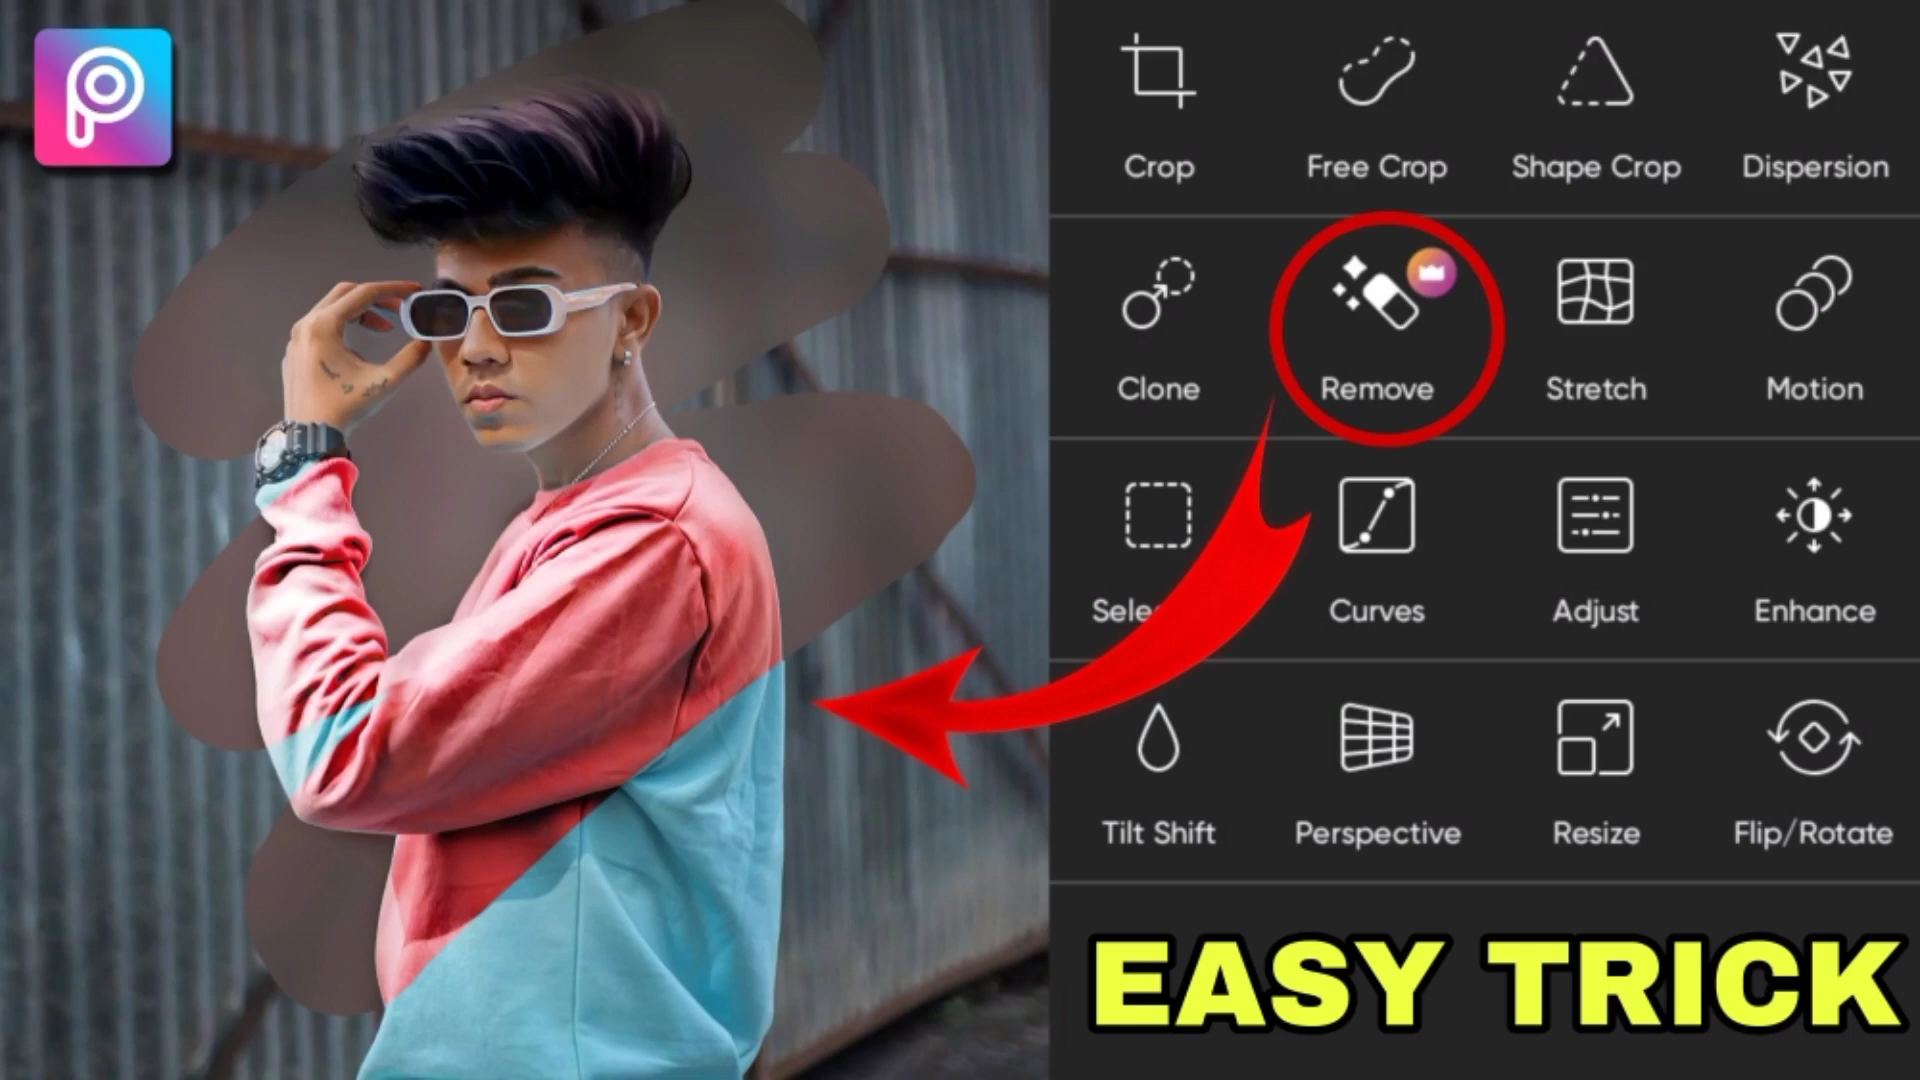 Crop Free Crop Shape Crop Dispersion
Clone Remove Stretch Motion
Curves Adjust Enhance
Tilt Shift Perspective Resize Flip/Rotate
EASY TRICK